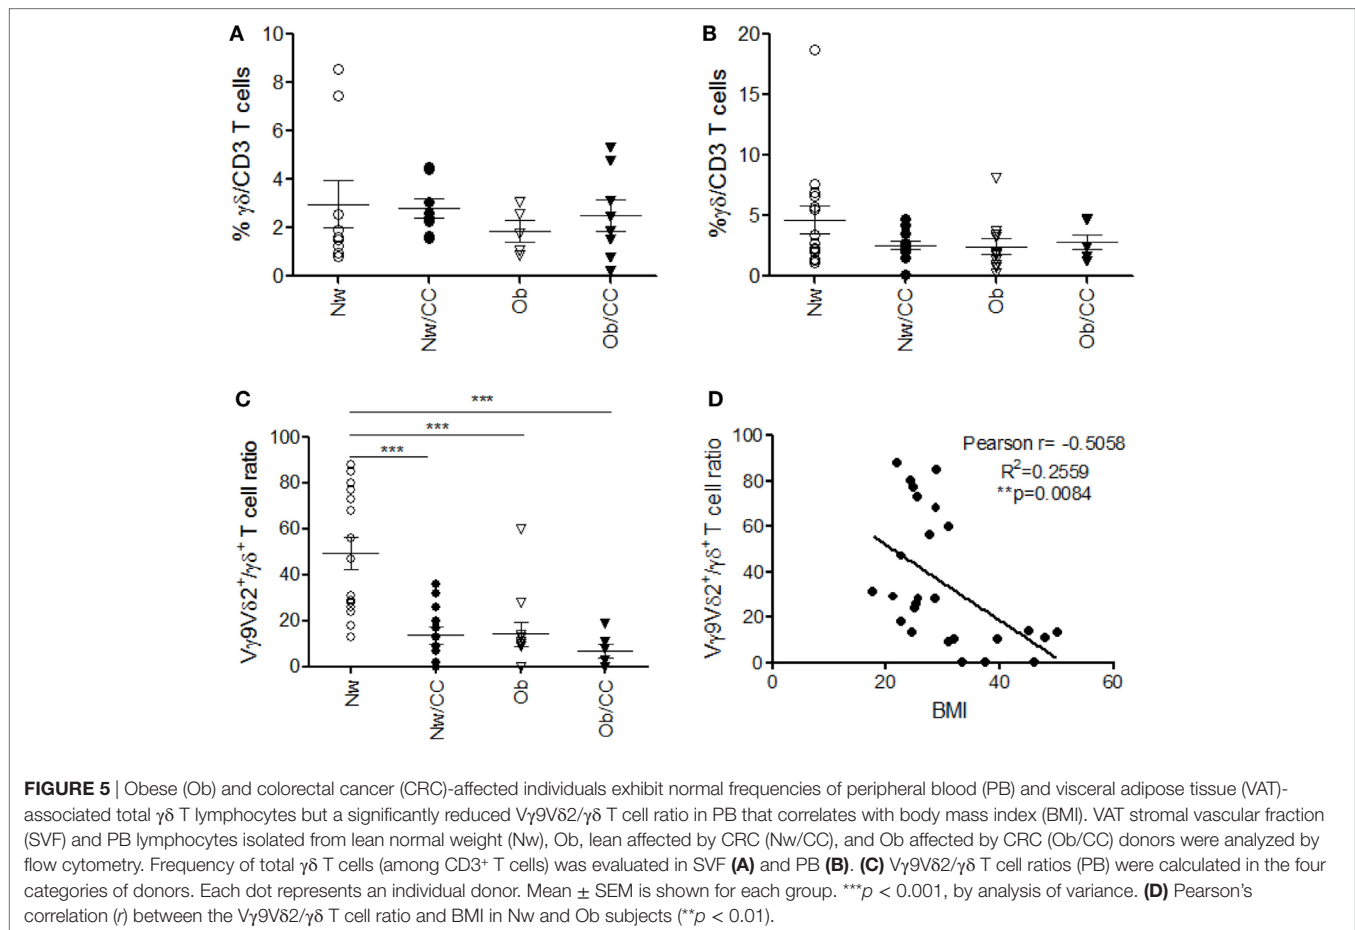 A
% γδ/CD3 T cells
10
8
6
4
2
0
Nw
Nw/CC
Ob
Ob/CC
B
%γδ/CD3 T cells
20
15
10
5
0
Nw
Nw/CC
Ob
Ob/CC
C
Vγ9Vδ2+/γδ+ T cell ratio
***
***
***
100
80
60
40
20
0
Nw
Nw/CC
Ob
Ob/CC
D
Vγ9Vδ2+/γδ+ T cell ratio
Pearson r= -0.5058
R²=0.2559
**p=0.0084
100
80
60
40
20
0
0
20
40
60
BMI
FIGURE 5 | Obese (Ob) and colorectal cancer (CRC)-affected individuals exhibit normal frequencies of peripheral blood (PB) and visceral adipose tissue (VAT)-
associated total γδ T lymphocytes but a significantly reduced Vγ9Vδ2/γδ T cell ratio in PB that correlates with body mass index (BMI). VAT stromal vascular fraction
(SVF) and PB lymphocytes isolated from lean normal weight (Nw), Ob, lean affected by CRC (Nw/CC), and Ob affected by CRC (Ob/CC) donors were analyzed by
flow cytometry. Frequency of total γδ T cells (among CD3+ T cells) was evaluated in SVF (A) and PB (B). (C) Vγ9Vδ2/γδ T cell ratios (PB) were calculated in the four
categories of donors. Each dot represents an individual donor. Mean ± SEM is shown for each group. ***p < 0.001, by analysis of variance. (D) Pearson's
correlation (r) between the Vγ9Vδ2/γδ T cell ratio and BMI in Nw and Ob subjects (**p < 0.01).